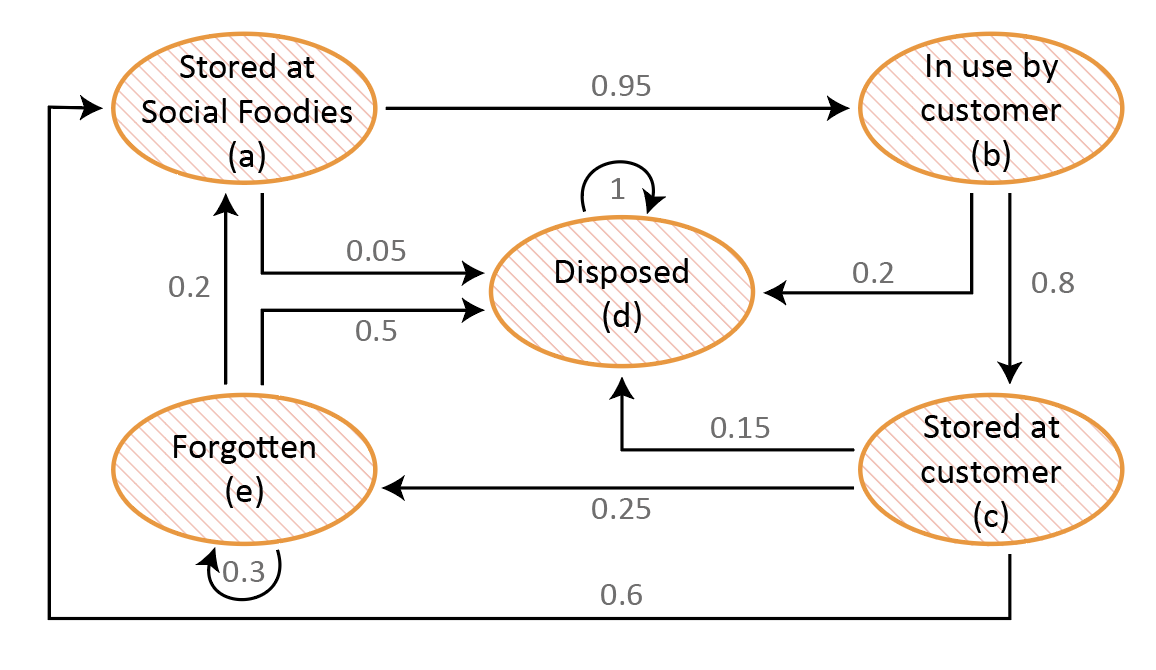 Stored at
Social Foodies
(a)
0.95
In use by
customer
(b)
1
0.05
0.2
Disposed
(d)
0.2
0.8
0.5
Forgotten
(e)
0.15
Stored at
customer
(c)
0.25
0.3
0.6